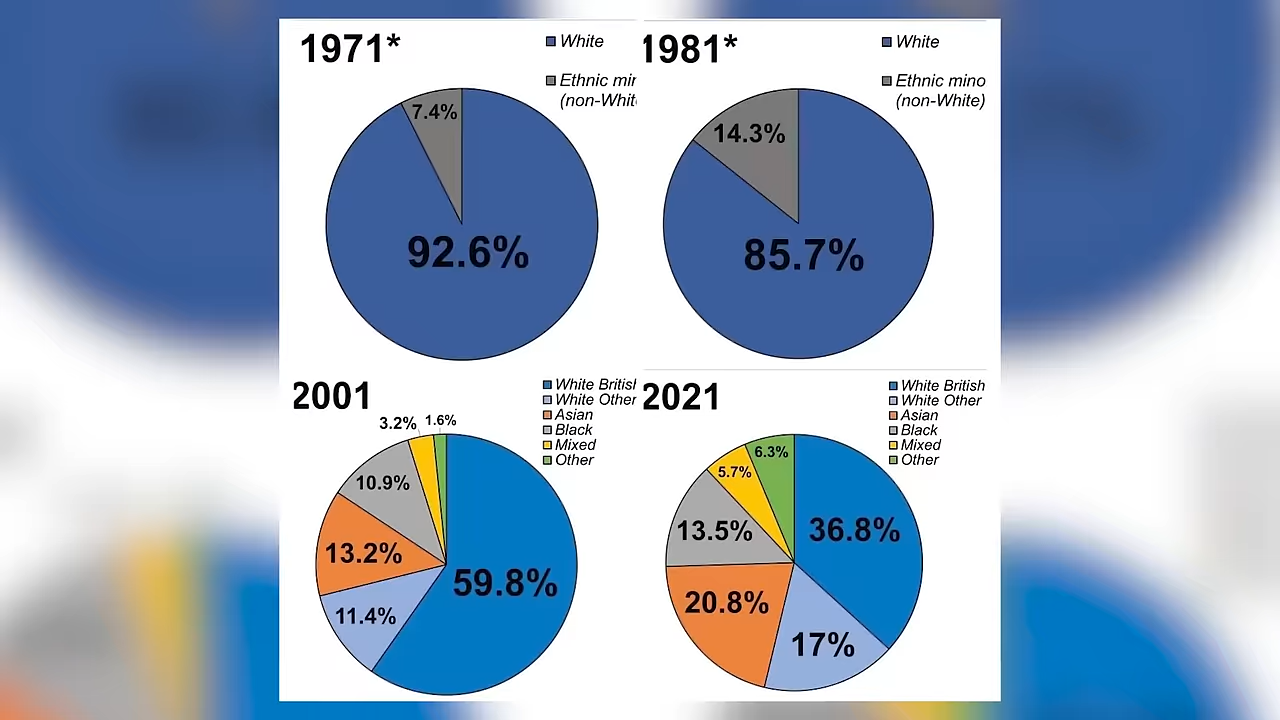 1971*
White
Ethnic mir
(non-Whit
7.4%
92.6%
1981*
White
Ethnic mino
(non-White)
14.3%
85.7%
2001
White British
White Other
Asian
Black
Mixed
Other
3.2%
1.6%
10.9%
13.2%
11.4%
59.8%
2021
White British
White Other
Asian
Black
Mixed
Other
6.3%
5.7%
13.5%
36.8%
20.8%
17%